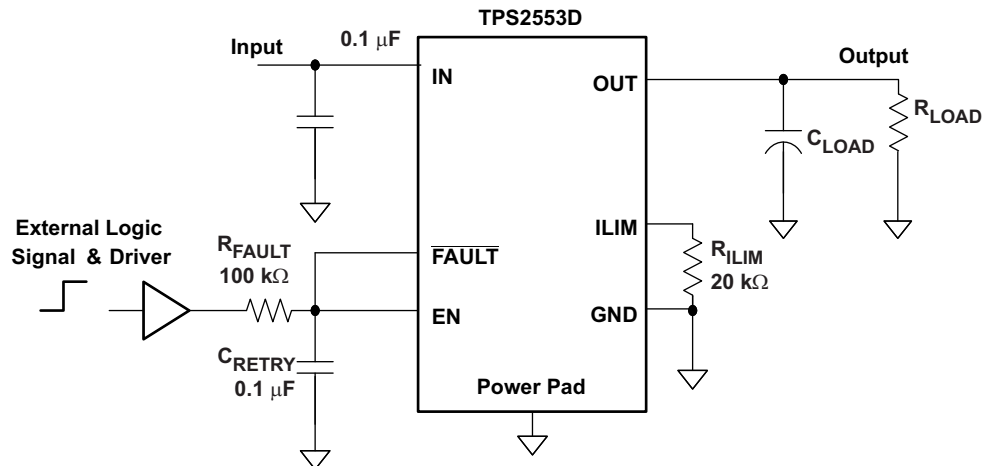 TPS2553D
Input
0.1 μF
IN
OUT
Output
R_LOAD
C_LOAD
External Logic
Signal & Driver
R_FAULT
100 kΩ
FAULT
EN
C_RETRY
0.1 μF
ILIM
R_ILIM
20 kΩ
GND
Power Pad